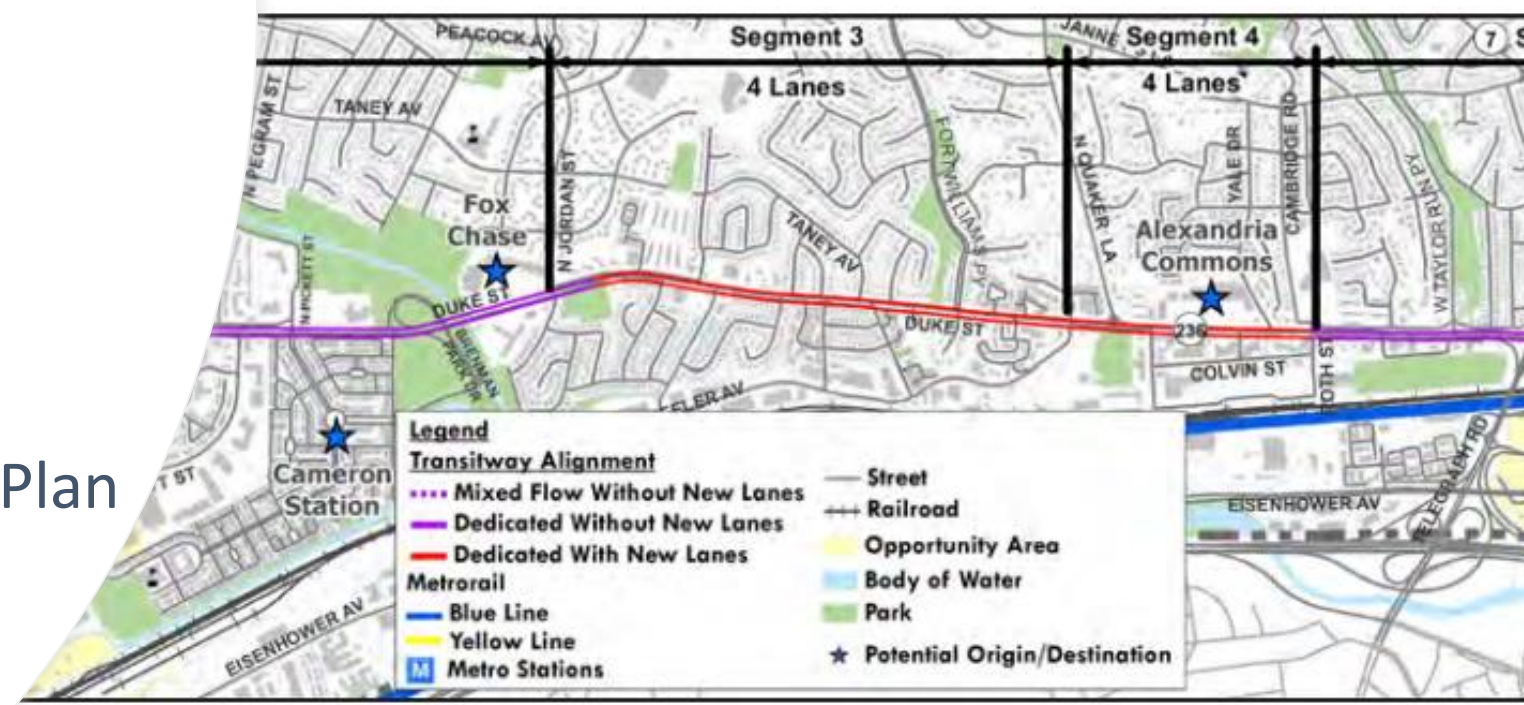 Plan
PEACOCK AV
Segment 3
4 Lanes
JANNE
Segment 4
4 Lanes
7
S
N PEGRAM ST
TANEY AV
Fox
Chase
N JORDAN ST
N PICKETT ST
DUKE ST
TANEY AV
FORT WILLIAMS PY
N QUAKER LA
YALE DR
CAMBRIDGE RD
Alexandria
Commons
W TAYLOR RUN PY
DUKE ST
236
COLVIN ST
ROTH ST
ELER AV
Cameron
Station
T ST
EISENHOWER AV
EISENHOWER AV
TELEGRAPH RD
Legend
Transitway Alignment
Mixed Flow Without New Lanes
Dedicated Without New Lanes
Dedicated With New Lanes
Metrorail
Blue Line
Yellow Line
M Metro Stations
Street
Railroad
Opportunity Area
Body of Water
Park
Potential Origin/Destination